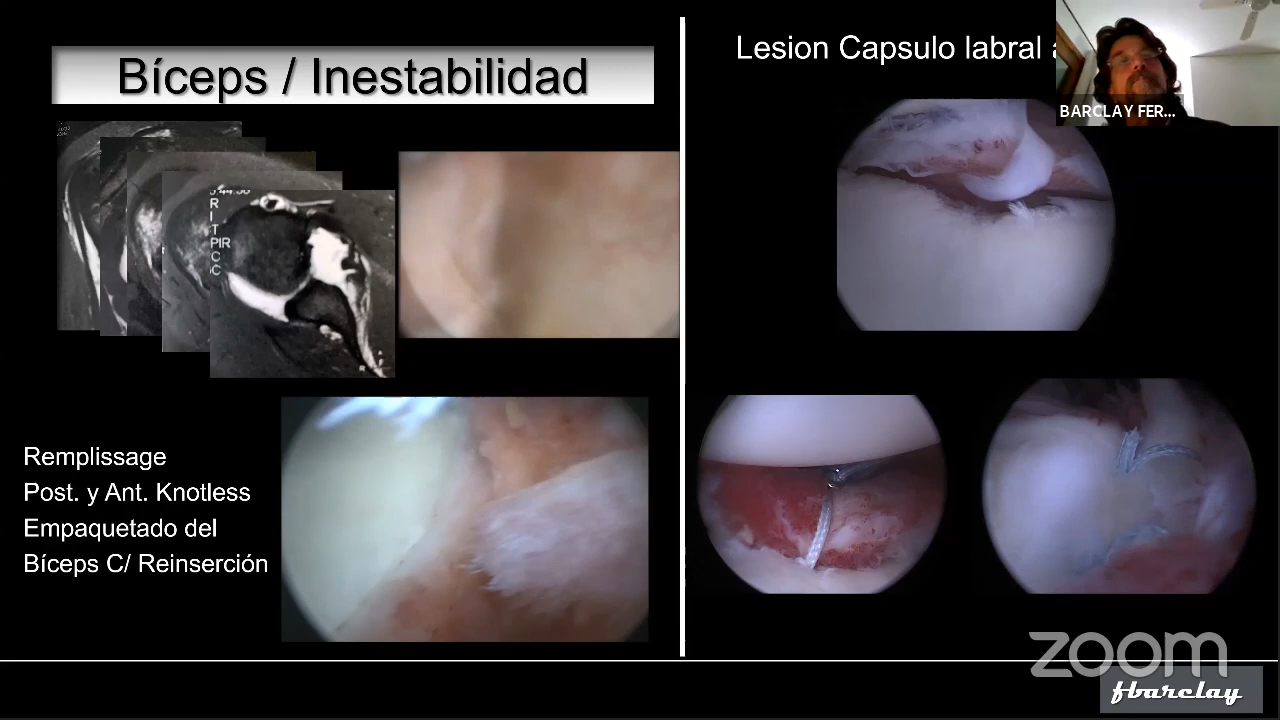 Bíceps / Inestabilidad
R
I
T
PIR
C
C
Remplissage
Post. y Ant. Knotless
Empaquetado del
Bíceps C/ Reinserción
Lesion Capsulo labral
BARCLAY FER...
zoom
fbarclay